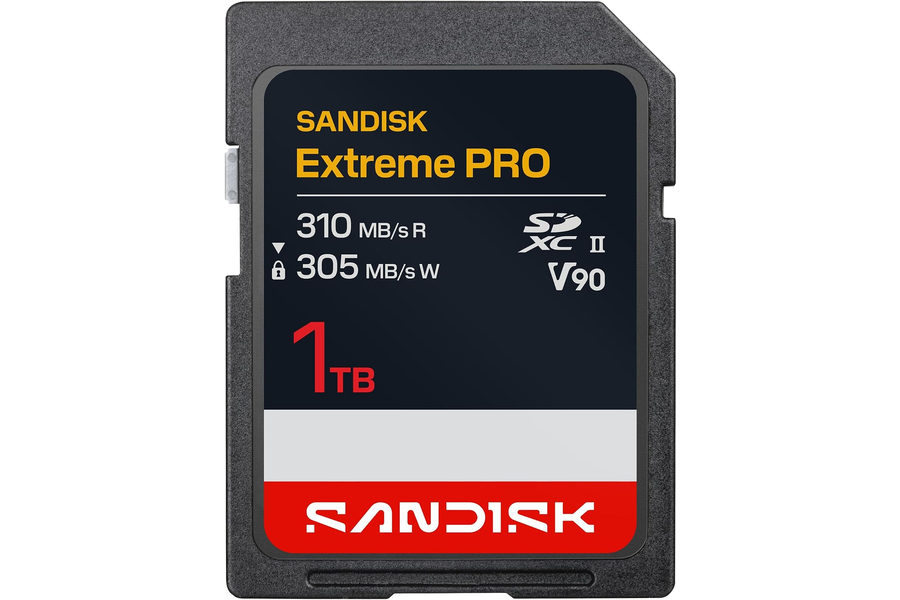 SANDISK
Extreme PRO
310 MB/s R
305 MB/s W
SD XC II
V90
1TB
SANDISK